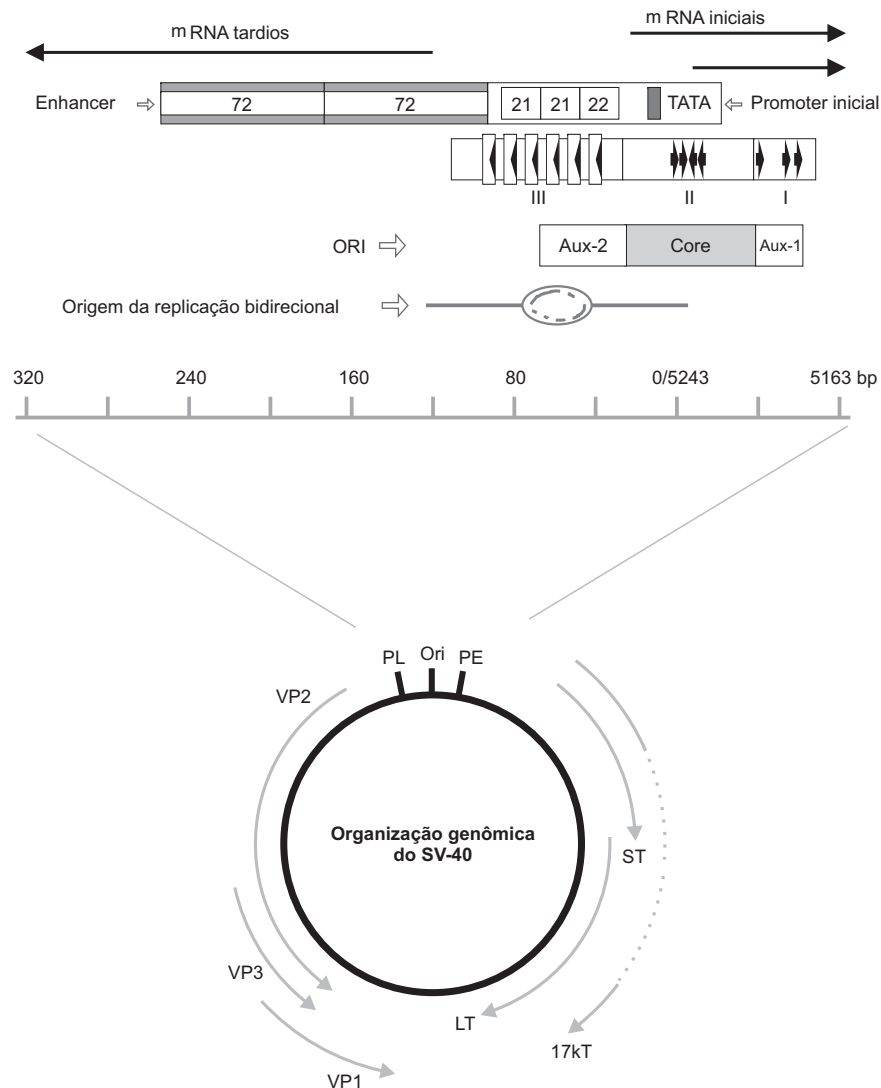 mRNA tardios
mRNA iniciais
Enhancer
72
72
21
21
22
TATA
Promoter inicial
III
II
I
ORI
Aux-2
Core
Aux-1
Origem da replicação bidirecional
320
240
160
80
0/5243
5163 bp
PL
Ori
PE
VP2
Organização genômica
do SV-40
ST
VP3
LT
17kT
VP1